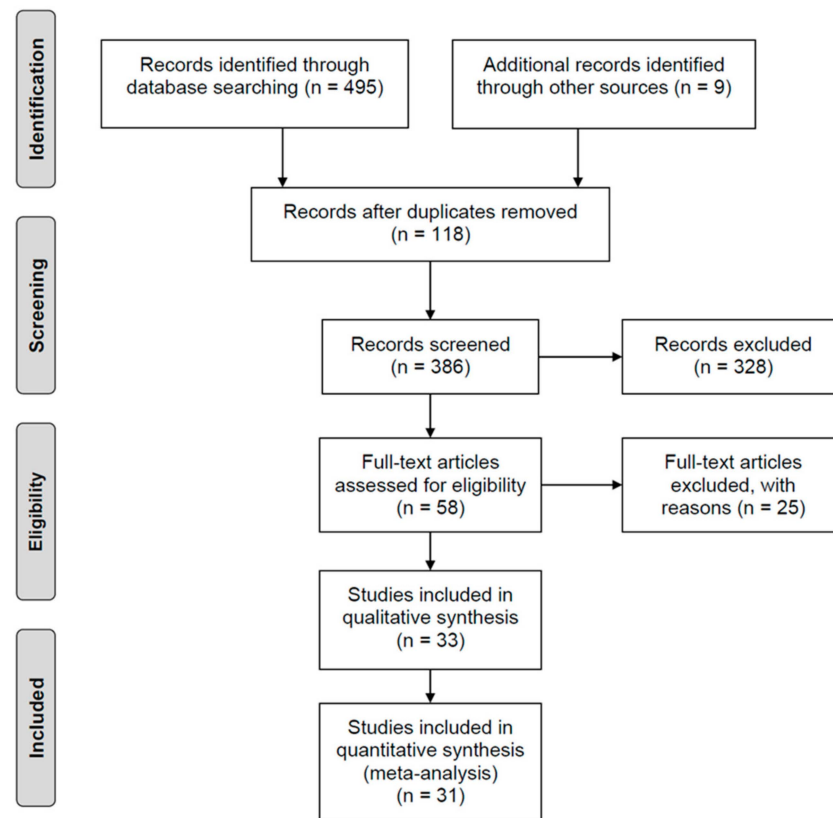 Identification
Records identified through
database searching (n = 495)
Additional records identified
through other sources (n = 9)
Records after duplicates removed
(n = 118)
Screening
Records screened
(n = 386)
Records excluded
(n = 328)
Eligibility
Full-text articles
assessed for eligibility
(n = 58)
Full-text articles
excluded, with
reasons (n = 25)
Studies included in
qualitative synthesis
(n = 33)
Included
Studies included in
quantitative synthesis
(meta-analysis)
(n = 31)